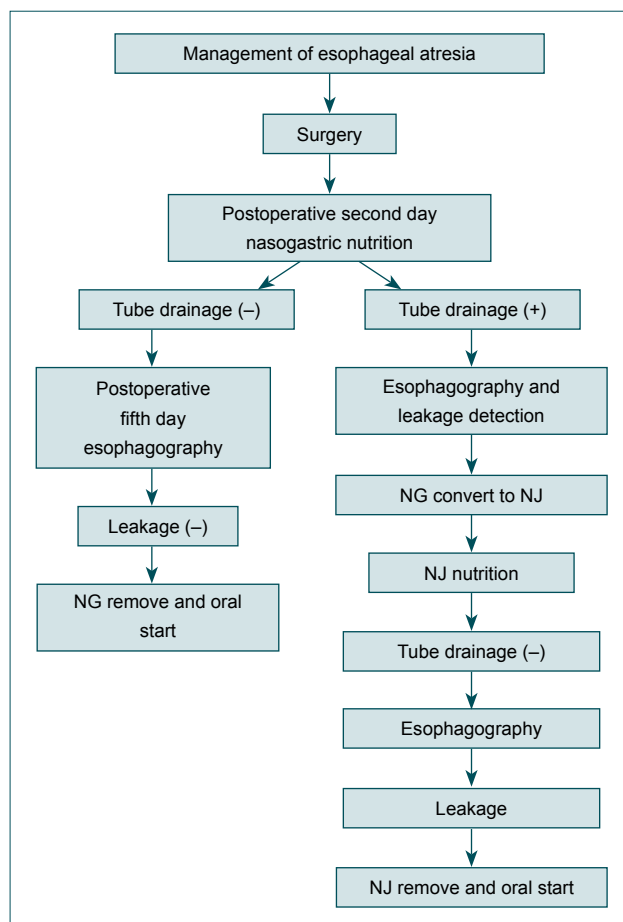 Management of esophageal atresia
Surgery
Postoperative second day
nasogastric nutrition
Tube drainage (–)
Postoperative
fifth day
esophagography
Leakage (–)
NG remove and oral
start
Tube drainage (+)
Esophagography and
leakage detection
NG convert to NJ
NJ nutrition
Tube drainage (–)
Esophagography
Leakage
NJ remove and oral start